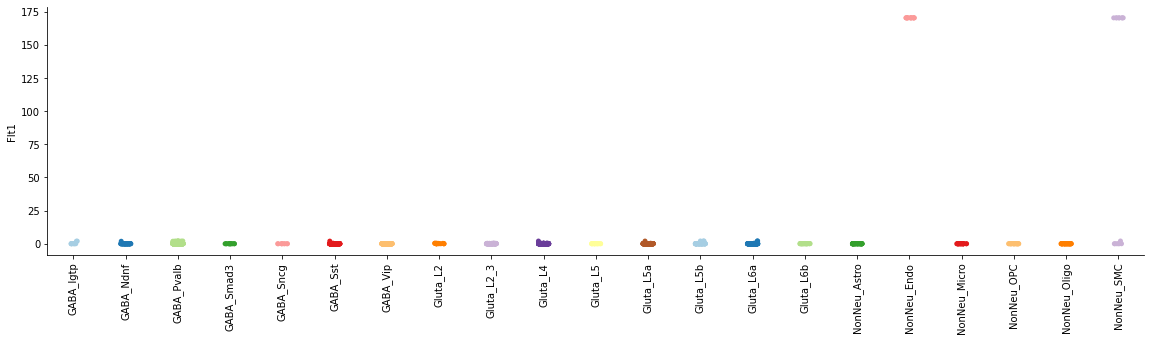 175
150
125
100
75
50
25
0
Flt1
GABA_Igtp
GABA_Ndnf
GABA_Pvalb
GABA_Smad3
GABA_Sncg
GABA_Sst
GABA_Vip
Gluta_L2
Gluta_L2_3
Gluta_L4
Gluta_L5
Gluta_L5a
Gluta_L5b
Gluta_L6a
Gluta_L6b
NonNeu_Astro
NonNeu_Endo
NonNeu_Micro
NonNeu_OPC
NonNeu_Oligo
NonNeu_SMC